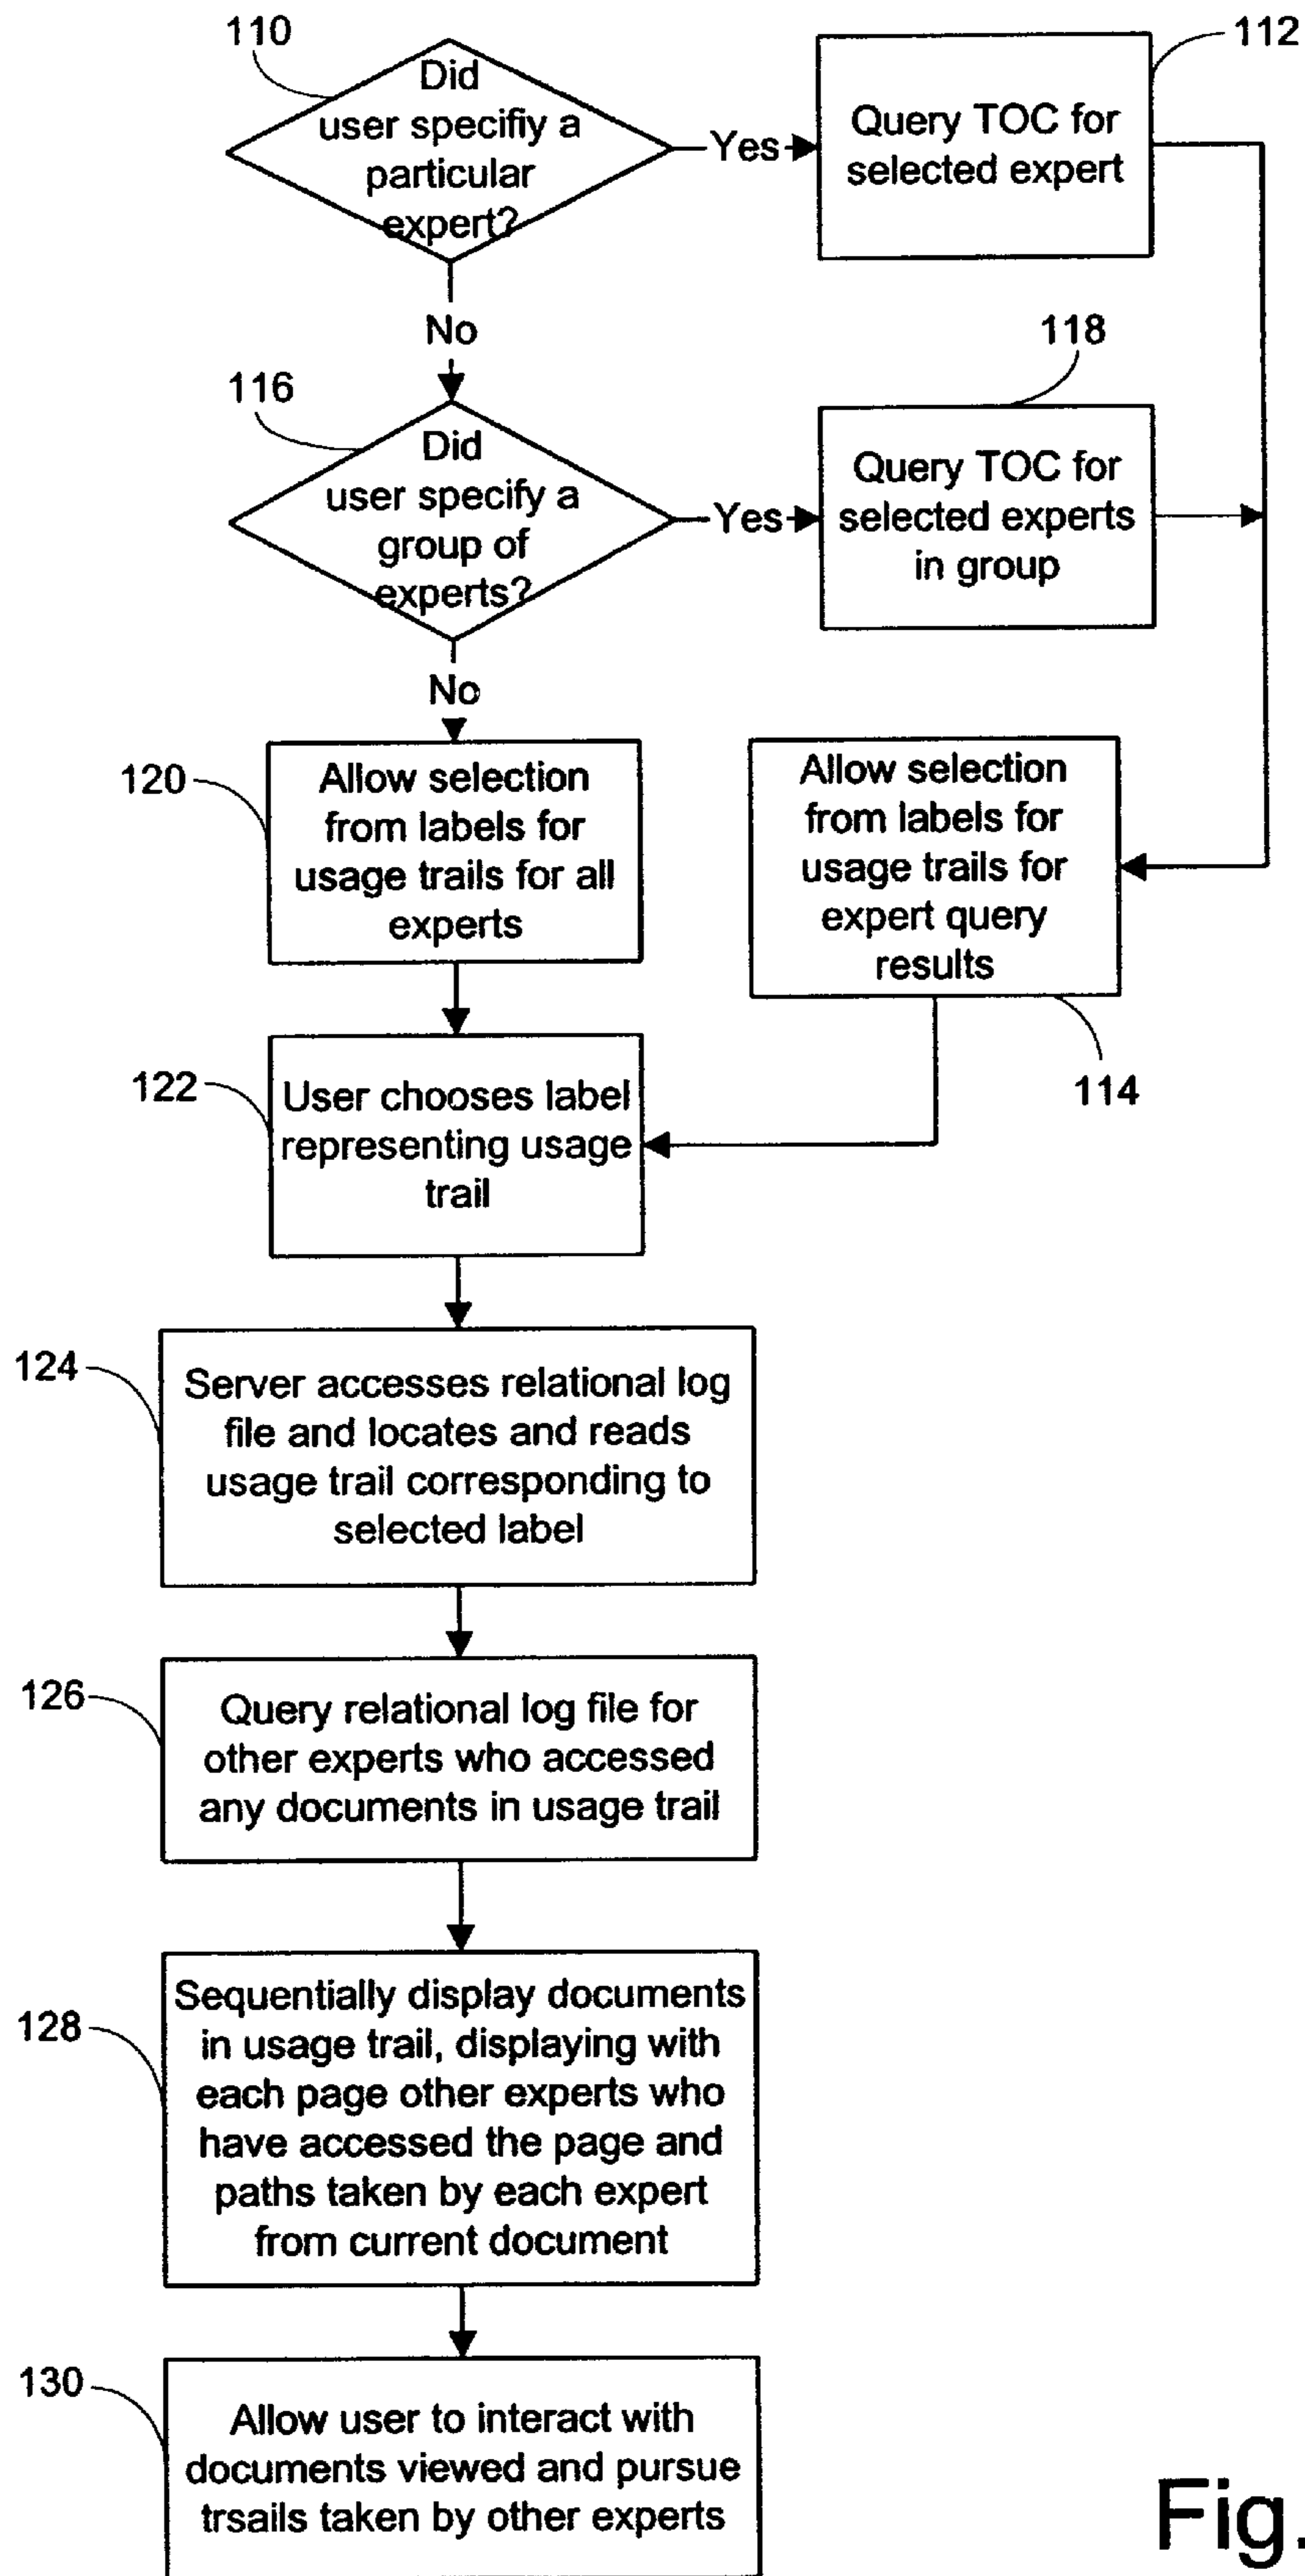 110
Did
user specifiy a
particular
expert?
Yes
Query TOC for
selected expert
112
No
116
Did
user specify a
group of
experts?
Yes
118
Query TOC for
selected experts
in group
No
120
Allow selection
from labels for
usage trails for all
experts
Allow selection
from labels for
usage trails for
expert query
results
114
122
User chooses label
representing usage
trail
124
Server accesses relational log
file and locates and reads
usage trail corresponding to
selected label
126
Query relational log file for
other experts who accessed
any documents in usage trail
128
Sequentially display documents
in usage trail, displaying with
each page other experts who
have accessed the page and
paths taken by each expert
from current document
130
Allow user to interact with
documents viewed and pursue
trsails taken by other experts
Fig.